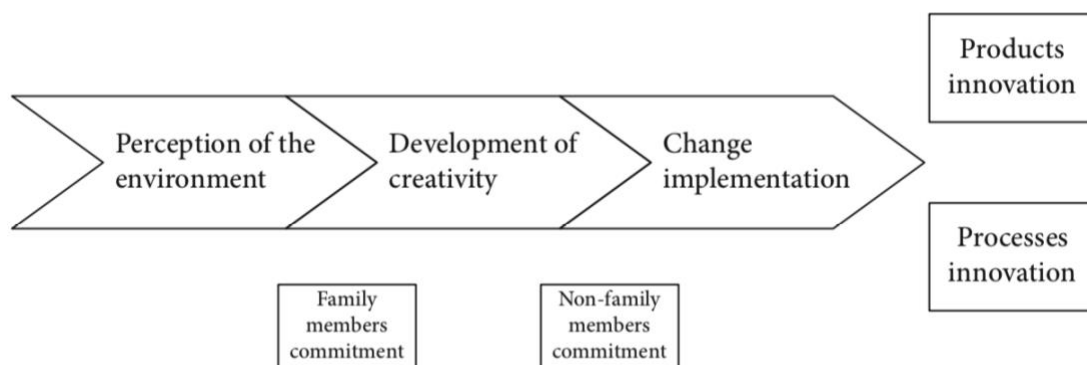 Products
innovation
Perception of the
environment
Development of
creativity
Change
implementation
Processes
innovation
Family
members
commitment
Non-family
members
commitment